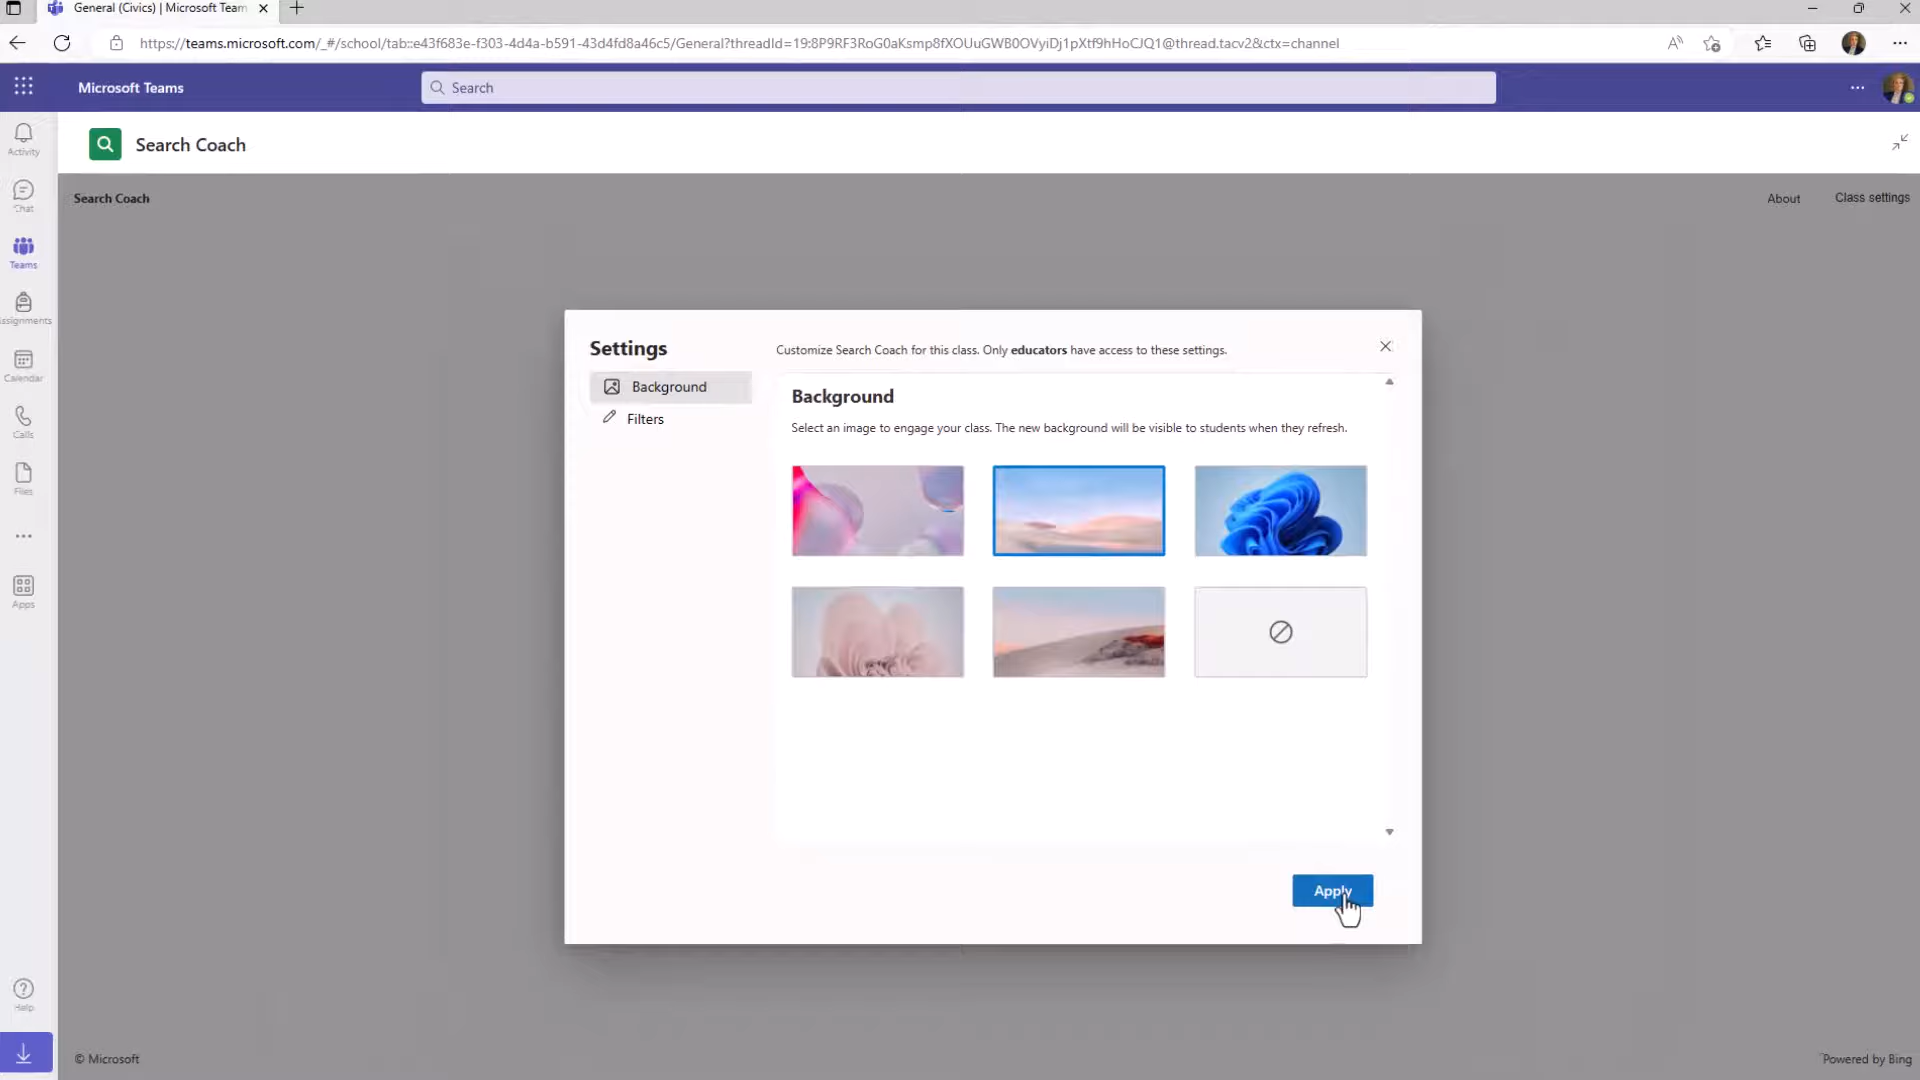 General (Civics) | Microsoft Team
https://teams.microsoft.com/_#/school/tab::e43f683e-f303-4d4a-b591-43d4fd8a46c5/General?threadId=19:8P9RF3RoG0aKsmp8fXOUuGWB0OVyiDj1pXtf9hHoCJQ1@thread.tacv2&ctx=channel
Microsoft Teams
Search
Activity
Search Coach
Chat
Search Coach
About
Class settings
Teams
ssignments
Calendar
Calls
Files
Apps
Settings
Customize Search Coach for this class. Only educators have access to these settings.
Background
Filters
Background
Select an image to engage your class. The new background will be visible to students when they refresh.
Apply
Help
© Microsoft
Powered by Bing